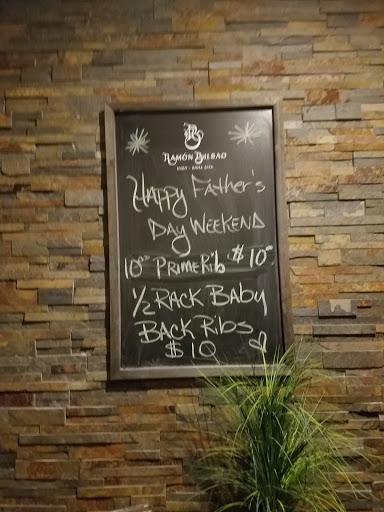 RAMÓN BILBAO
HAPPY Father's
DAY WEEKEND
10oz PRIME Rib $10
1/2 RACK BABY
BACK Ribs
$10